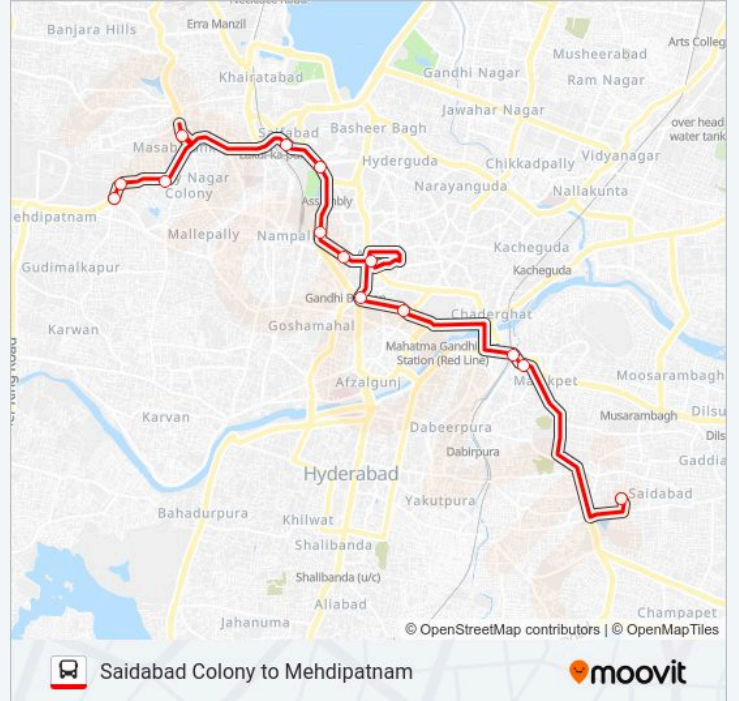 Banjara Hills
Erra Manzil
Arts Colleg
Musheerabad
Khairatabad
Gandhi Nagar
Ram Nagar
Jawahar Nagar
over head
water tank
Saifabad
Basheer Bagh
Masab
Hyderguda
Chikkadpally
Vidyanagar
y Nagar
Colony
Narayanguda
Nallakunta
Assembly
ehdipatnam
Mallepally
Nampall
Kacheguda
Gudimalkapur
Kacheguda
Gandhi B
Chaderghat
Goshamahal
Karwan
Mahatma Gandhi
Station (Red Line)
Malakpet
Moosarambagh
Afzalgunj
Karvan
Musarambagh
Dilsu
Dabeerpura
Dils
Dabirpura
Gaddia
Hyderabad
Saidabad
Yakutpura
Bahadurpura
Khilwat
Shalibanda
Shalibanda (u/c)
Aliabad
Champapet
Jahanuma
© OpenStreetMap contributors | © OpenMapTiles
Saidabad Colony to Mehdipatnam
moovit